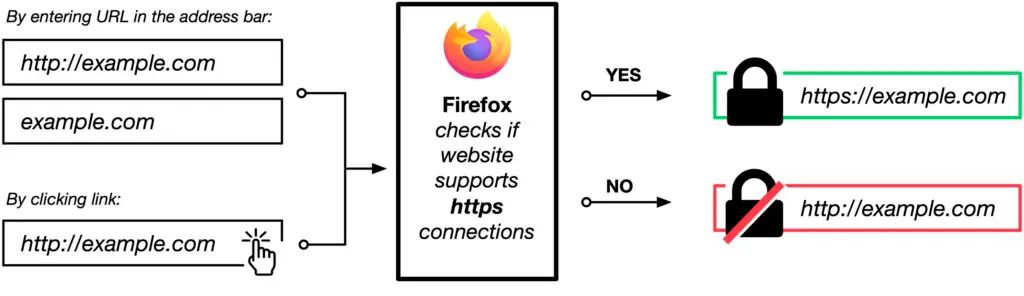 By entering URL in the address bar:
http://example.com
example.com
By clicking link:
http://example.com
Firefox
checks if
website
supports
https
connections
YES
https://example.com
NO
http://example.com